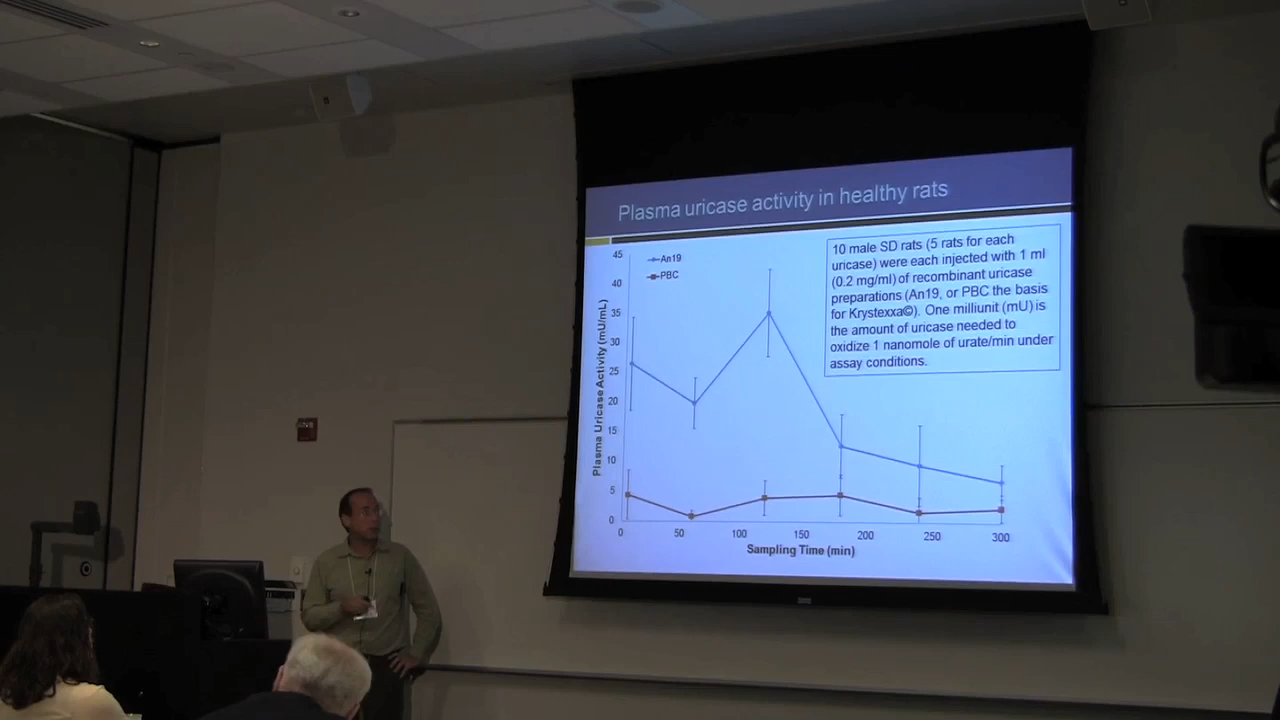 Plasma uricase activity in healthy rats
An19
PBC
10 male SD rats (5 rats for each
uricase) were each injected with 1 ml
(0.2 mg/ml) of recombinant uricase
preparations (An19, or PBC the basis
for Krystexxa©). One milliunit (mU) is
the amount of uricase needed to
oxidize 1 nanomole of urate/min under
assay conditions.
Plasma Uricase Activity (mU/mL)
45
40
35
30
25
20
15
10
5
0
0 50 100 150 200 250 300
Sampling Time (min)